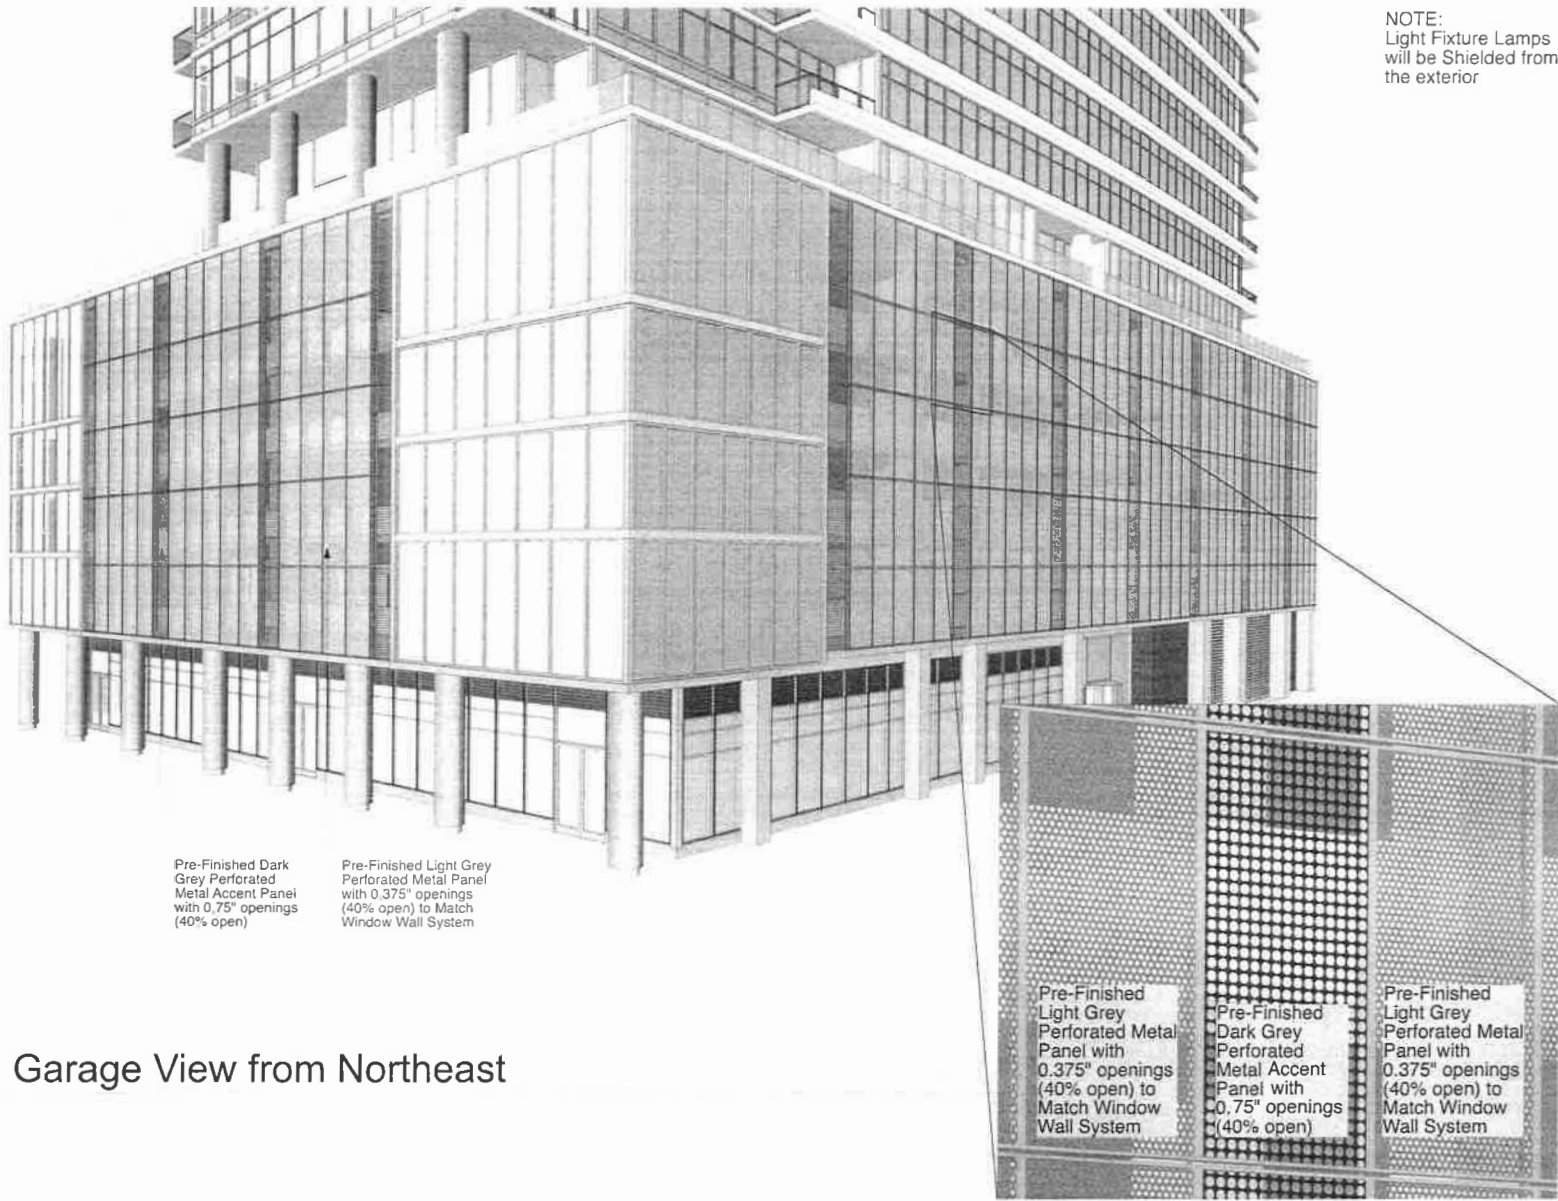 NOTE:
Light Fixture Lamps
will be Shielded from
the exterior
Pre-Finished Dark
Grey Perforated
Metal Accent Panel
with 0.75" openings
(40% open)
Pre-Finished Light Grey
Perforated Metal Panel
with 0.375" openings
(40% open) to Match
Window Wall System
Pre-Finished
Light Grey
Perforated Metal
Panel with
0.375" openings
(40% open) to
Match Window
Wall System
Pre-Finished
Dark Grey
Perforated
Metal Accent
Panel with
0.75" openings
(40% open)
Pre-Finished
Light Grey
Perforated Metal
Panel with
0.375" openings
(40% open) to
Match Window
Wall System
Garage View from Northeast